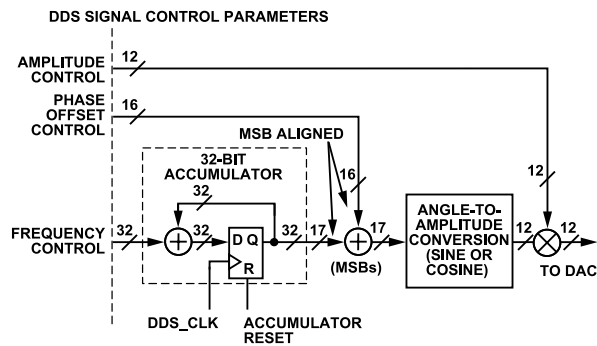 DDS SIGNAL CONTROL PARAMETERS
AMPLITUDE
CONTROL
12
PHASE
OFFSET
CONTROL
16
MSB ALIGNED
32-BIT
ACCUMULATOR
32
16
12
FREQUENCY
CONTROL
32
32
D Q
R
32
17
(MSBs)
17
ANGLE-TO-
AMPLITUDE
CONVERSION
(SINE OR
COSINE)
12
12
TO DAC
DDS_CLK
ACCUMULATOR
RESET